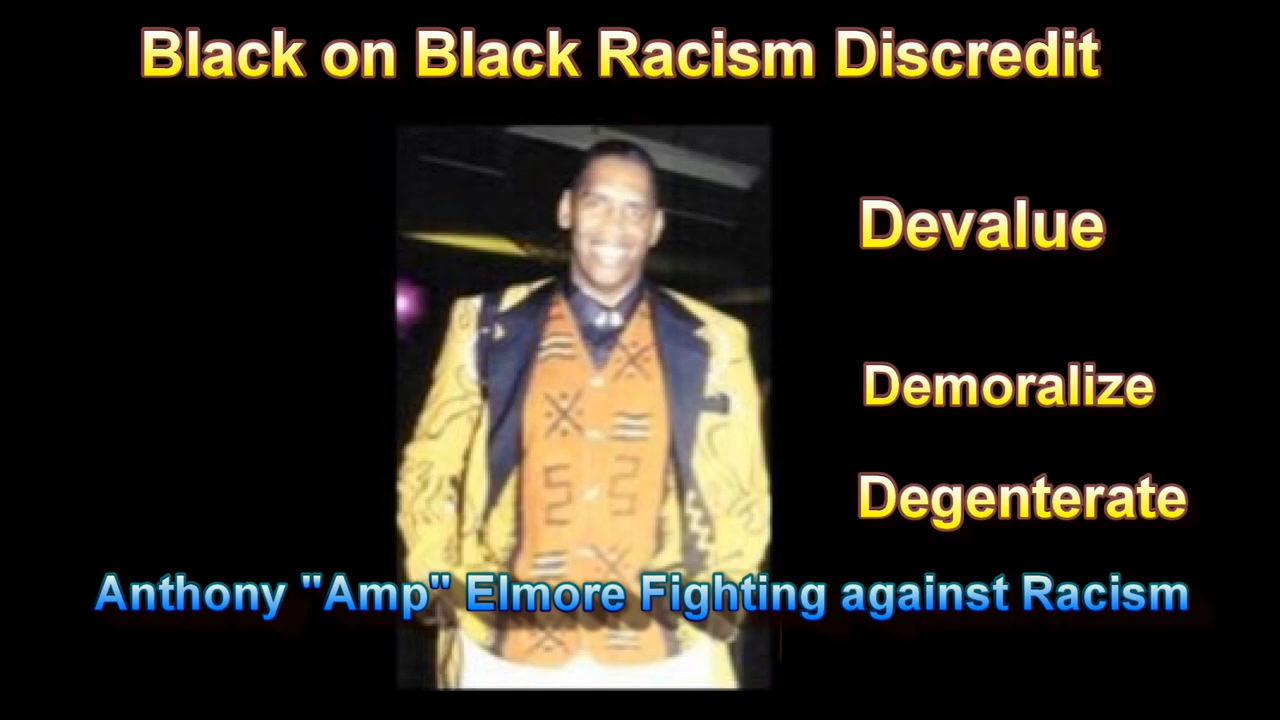 Black on Black Racism Discredit
Devalue
Demoralize
Degenterate
Anthony "Amp" Elmore Fighting against Racism